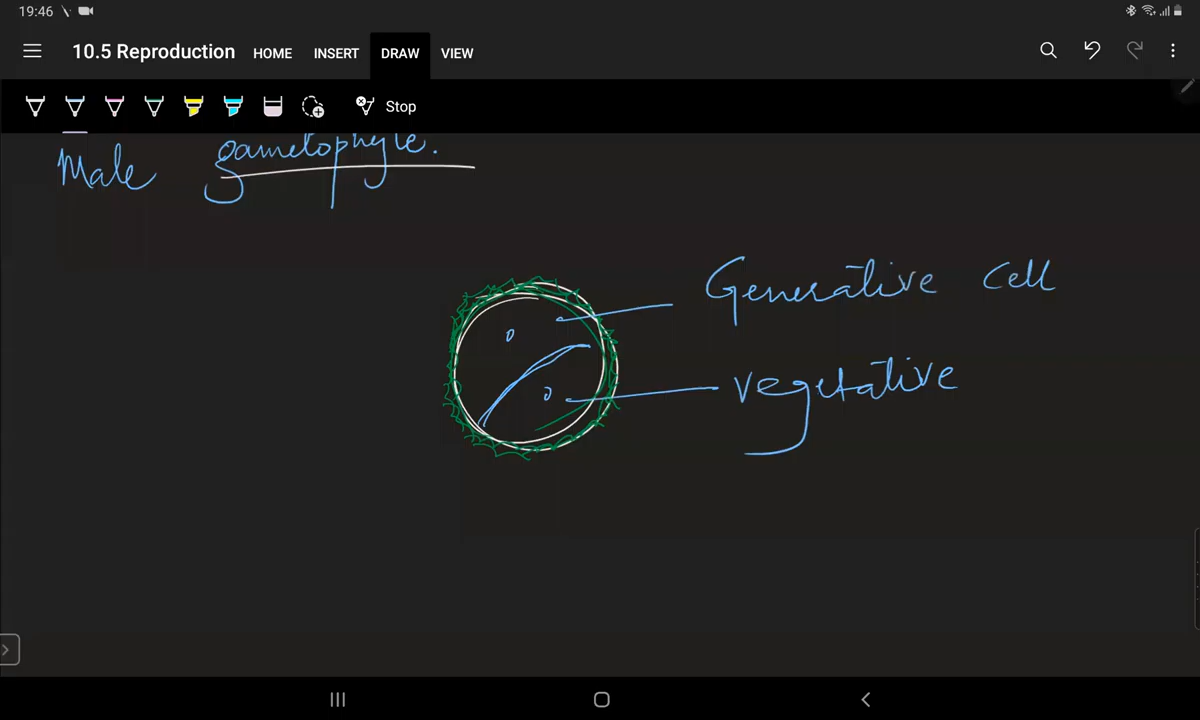 19:46
10.5 Reproduction HOME INSERT DRAW VIEW
Stop
Male gametophyte.
Generative cell
vegetative